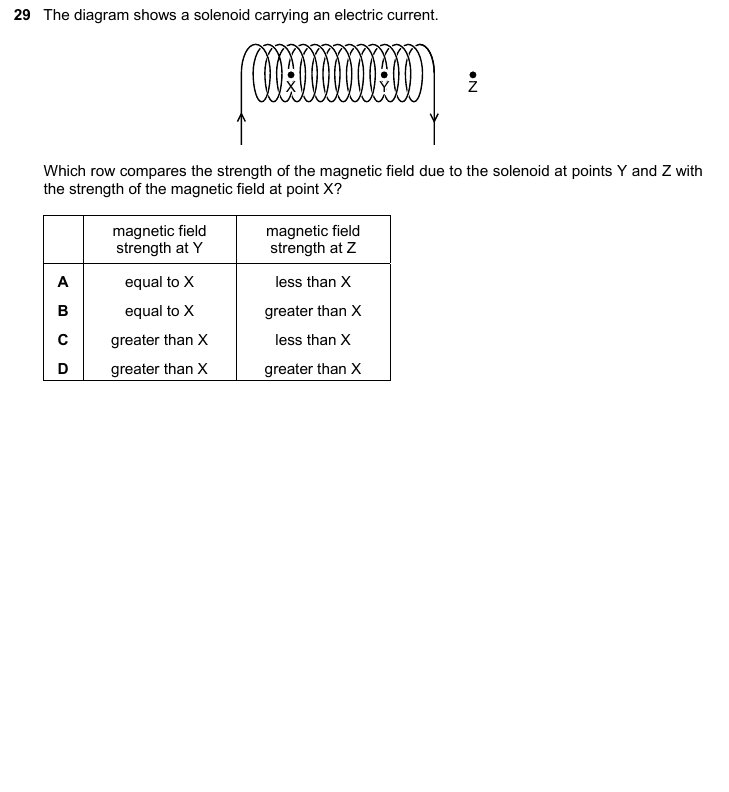 29 The diagram shows a solenoid carrying an electric current.
X Y Z
Which row compares the strength of the magnetic field due to the solenoid at points Y and Z with
the strength of the magnetic field at point X?
magnetic field strength at Y magnetic field strength at Z
A equal to X less than X
B equal to X greater than X
C greater than X less than X
D greater than X greater than X